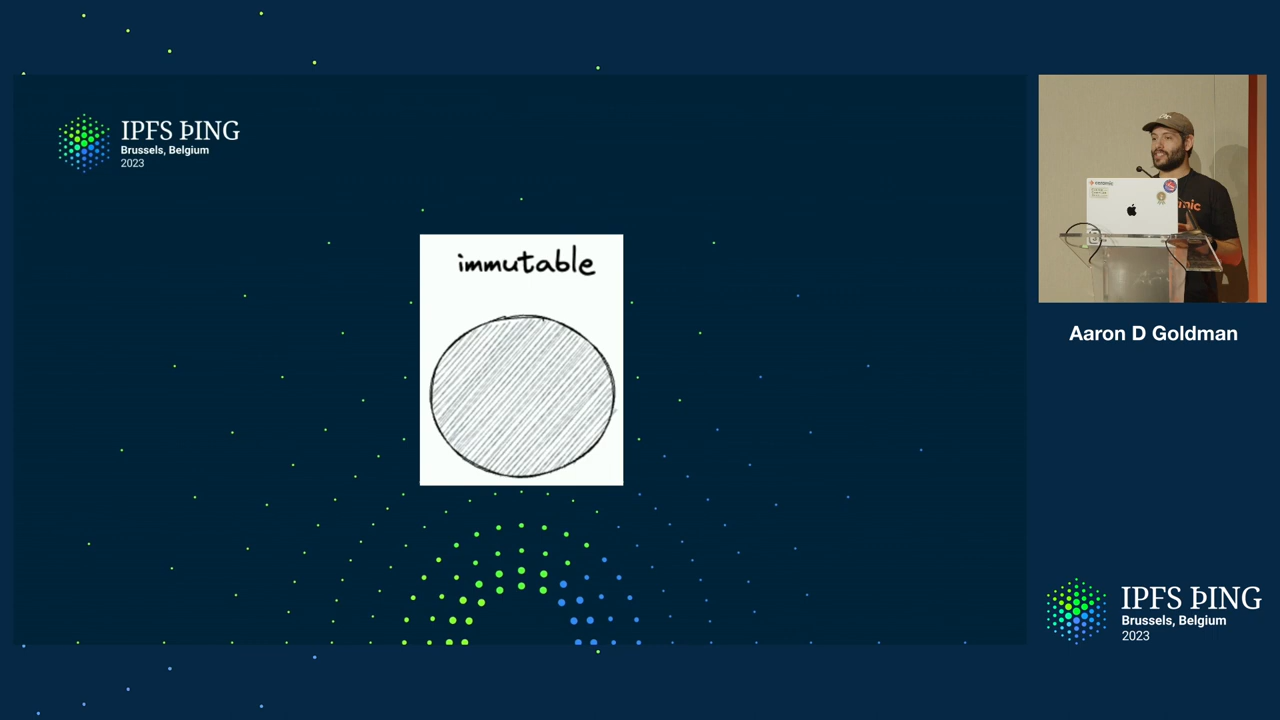 IPFS ÞING
Brussels, Belgium
2023
immutable
Aaron D Goldman
IPFS ÞING
Brussels, Belgium
2023